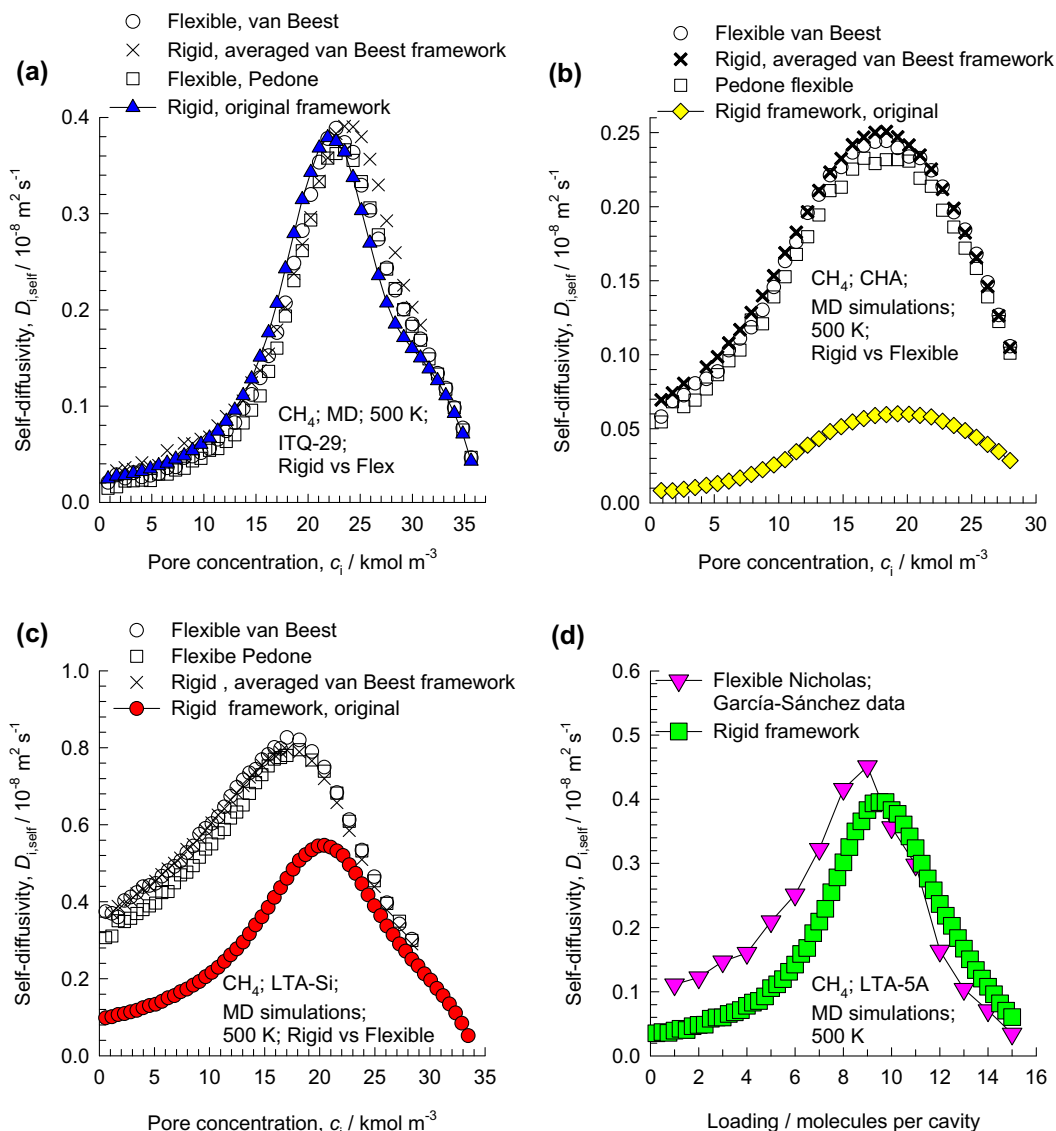 (a)
Flexible, van Beest
Rigid, averaged van Beest framework
Flexible, Pedone
Rigid, original framework
Self-diffusivity, D_{i,self} / 10^{-8} m^2 s^{-1}
0.4
0.3
0.2
0.1
0.0
CH_4; MD; 500 K;
ITQ-29;
Rigid vs Flex
0 5 10 15 20 25 30 35
Pore concentration, c_i / kmol m^{-3}
(b)
Flexible van Beest
Rigid, averaged van Beest framework
Pedone flexible
Rigid framework, original
Self-diffusivity, D_{i,self} / 10^{-8} m^2 s^{-1}
0.25
0.20
0.15
0.10
0.05
0.00
CH_4; CHA;
MD simulations;
500 K;
Rigid vs Flexible
0 5 10 15 20 25 30
Pore concentration, c_i / kmol m^{-3}
(c)
Flexible van Beest
Flexibe Pedone
Rigid , averaged van Beest framework
Rigid framework, original
Self-diffusivity, D_{i,self} / 10^{-8} m^2 s^{-1}
1.0
0.8
0.6
0.4
0.2
0.0
CH_4; LTA-Si;
MD simulations;
500 K; Rigid vs Flexible
0 5 10 15 20 25 30 35
Pore concentration, c_i / kmol m^{-3}
(d)
Flexible Nicholas;
García-Sánchez data
Rigid framework
Self-diffusivity, D_{i,self} / 10^{-8} m^2 s^{-1}
0.6
0.5
0.4
0.3
0.2
0.1
0.0
CH_4; LTA-5A
MD simulations;
500 K
0 2 4 6 8 10 12 14 16
Loading / molecules per cavity